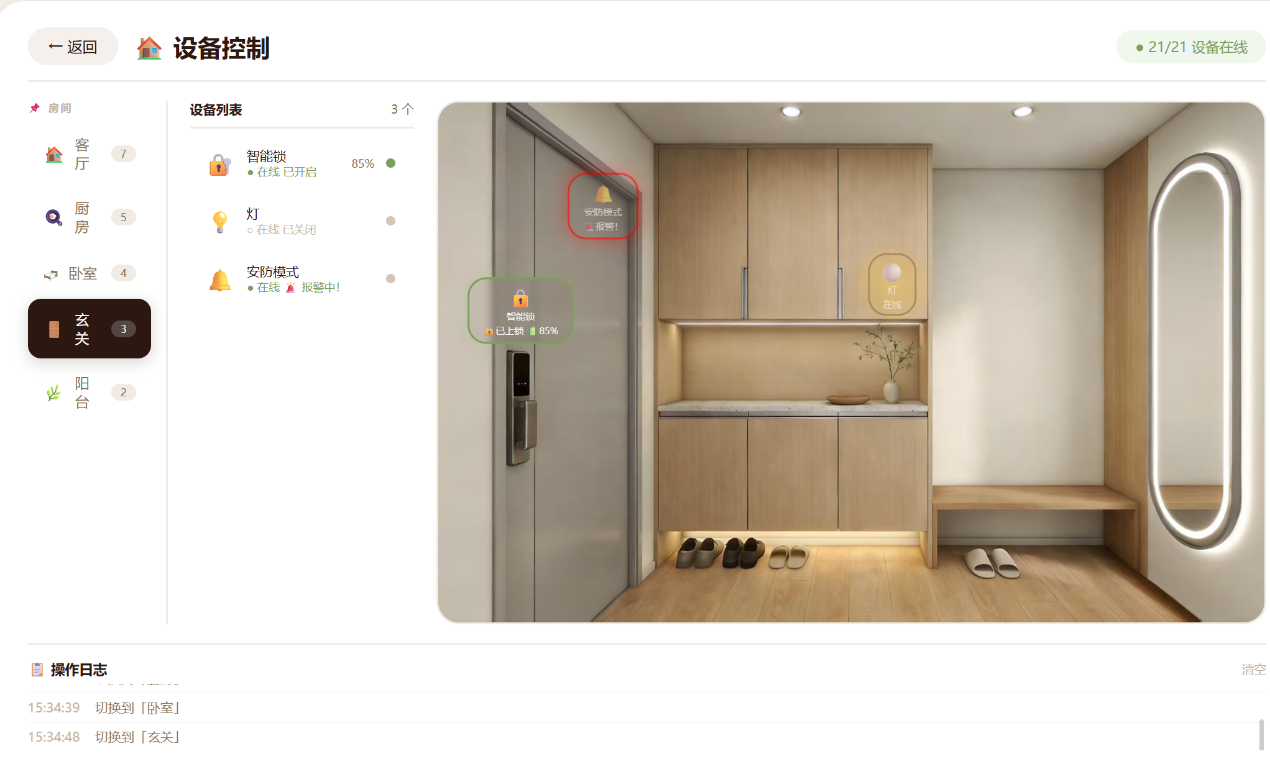 ← 返回
设备控制
● 21/21 设备在线
房间
客厅
7
厨房
5
卧室
4
玄关
3
阳台
2
设备列表
3 个
智能锁
● 在线 已开启
85%
灯
○ 在线 已关闭
安防模式
● 在线 🚨 报警中!
安防模式
🚨 报警!
智能锁
🔒已上锁 🔋85%
灯
在线
操作日志
清空
15:34:39 切换到「卧室」
15:34:48 切换到「玄关」